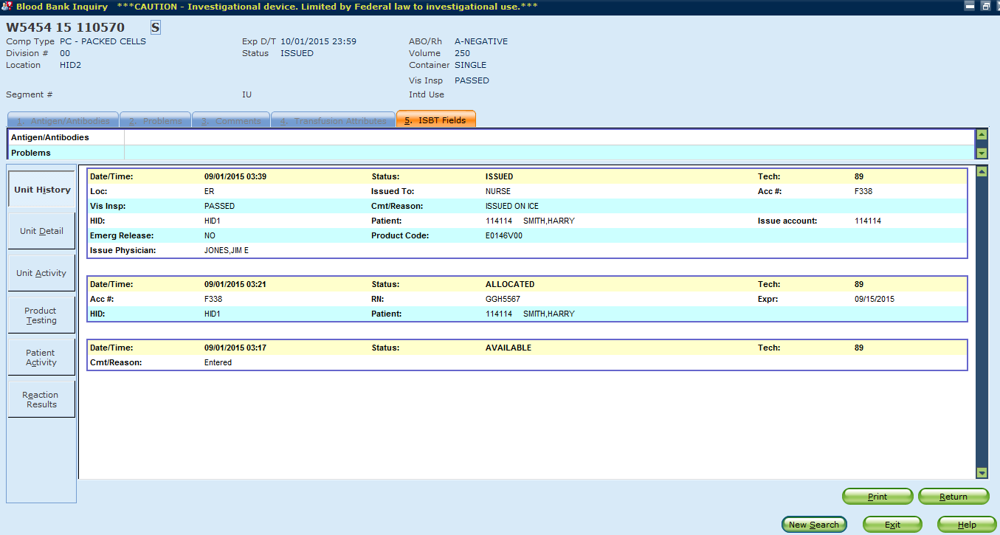 Blood Bank Inquiry ***CAUTION - Investigational device. Limited by Federal law to investigational use.***
W5454 15 110570 S
Comp Type PC - PACKED CELLS Exp D/T 10/01/2015 23:59 ABO/Rh A-NEGATIVE
Division # 00 Status ISSUED Volume 250
Location HID2 Container SINGLE
Vis Insp PASSED
Segment # IU Intd Use
1. Antigen/Antibodies 2. Problems 3. Comments 4. Transfusion Attributes 5. ISBT Fields
Antigen/Antibodies
Problems
Unit History
Unit Detail
Unit Activity
Product
Testing
Patient
Activity
Reaction
Results
Date/Time: 09/01/2015 03:39 Status: ISSUED Tech: 89
Loc: ER Issued To: NURSE Acc #: F338
Vis Insp: PASSED Cmt/Reason: ISSUED ON ICE
HID: HID1 Patient: 114114 SMITH,HARRY Issue account: 114114
Emerg Release: NO Product Code: E0146V00
Issue Physician: JONES,JIM E
Date/Time: 09/01/2015 03:21 Status: ALLOCATED Tech: 89
Acc #: F338 RN: GGH5567 Expr: 09/15/2015
HID: HID1 Patient: 114114 SMITH,HARRY
Date/Time: 09/01/2015 03:17 Status: AVAILABLE Tech: 89
Cmt/Reason: Entered
Print Return
New Search Exit Help